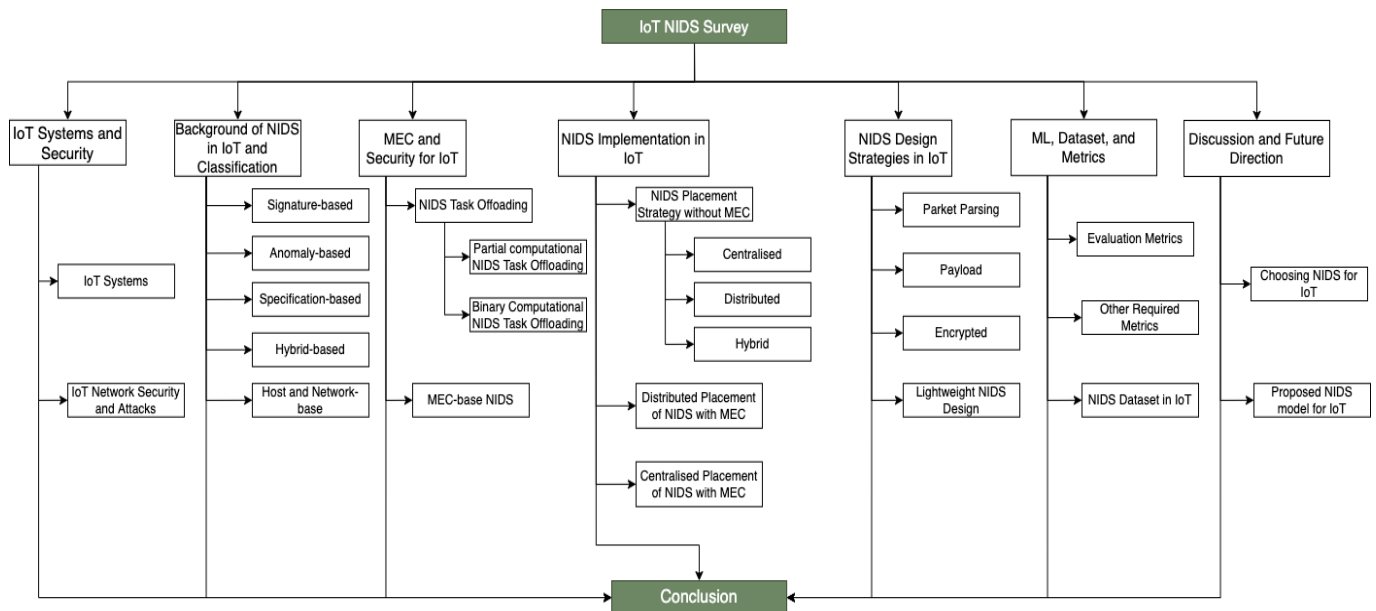 IoT NIDS Survey
IoT Systems and
Security
IoT Systems
IoT Network Security
and Attacks
Background of NIDS
in IoT and
Classification
Signature-based
Anomaly-based
Specification-based
Hybrid-based
Host and Network-
base
MEC and
Security for IoT
NIDS Task Offoading
Partial computational
NIDS Task Offloading
Binary Computational
NIDS Task Offloading
MEC-base NIDS
NIDS Implementation in
IoT
NIDS Placement
Strategy without MEC
Centralised
Distributed
Hybrid
Distributed Placement
of NIDS with MEC
Centralised Placement
of NIDS with MEC
NIDS Design
Strategies in IoT
Parket Parsing
Payload
Encrypted
Lightweight NIDS
Design
ML, Dataset, and
Metrics
Evaluation Metrics
Other Required
Metrics
NIDS Dataset in IoT
Discussion and Future
Direction
Choosing NIDS for
IoT
Proposed NIDS
model for IoT
Conclusion